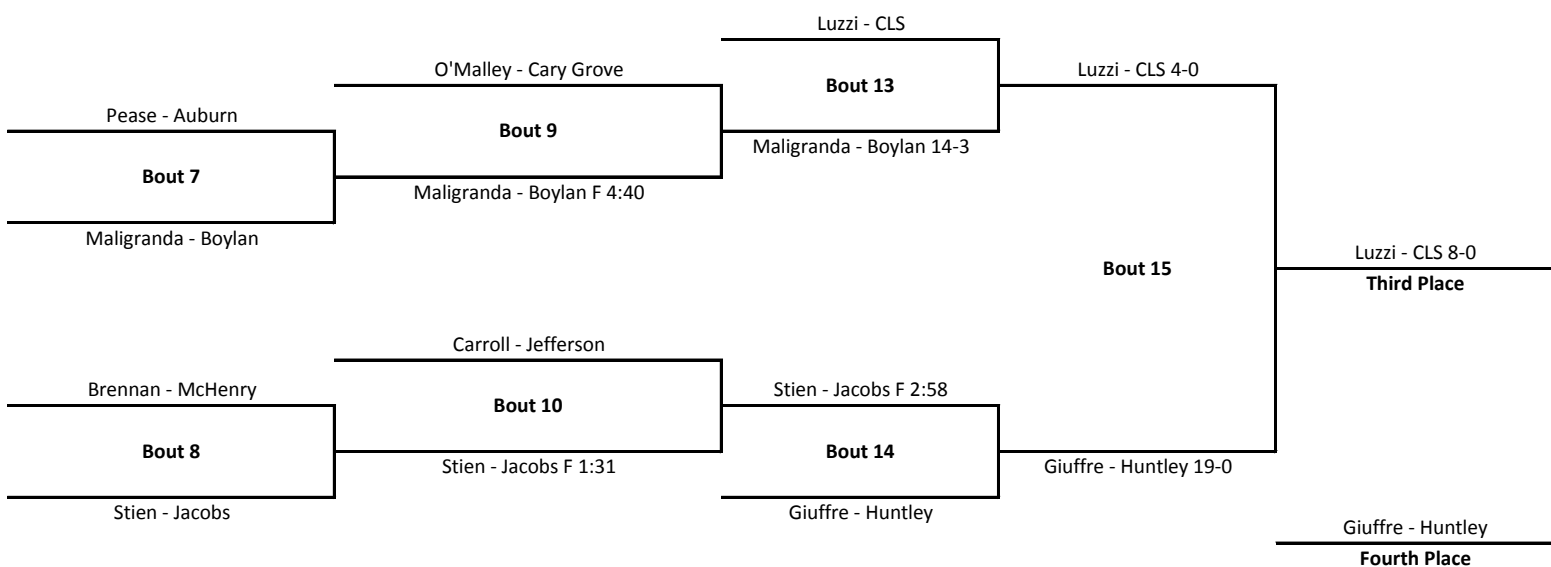 Luzzi - CLS
O'Malley - Cary Grove
Luzzi - CLS 4-0
Bout 13
Pease - Auburn
Bout 9
Maligranda - Boylan 14-3
Bout 7
Maligranda - Boylan F 4:40
Maligranda - Boylan
Luzzi - CLS 8-0
Bout 15
Third Place
Carroll - Jefferson
Brennan - McHenry
Stien - Jacobs F 2:58
Bout 10
Bout 8
Bout 14
Stien - Jacobs F 1:31
Giuffre - Huntley 19-0
Stien - Jacobs
Giuffre - Huntley
Giuffre - Huntley
Fourth Place